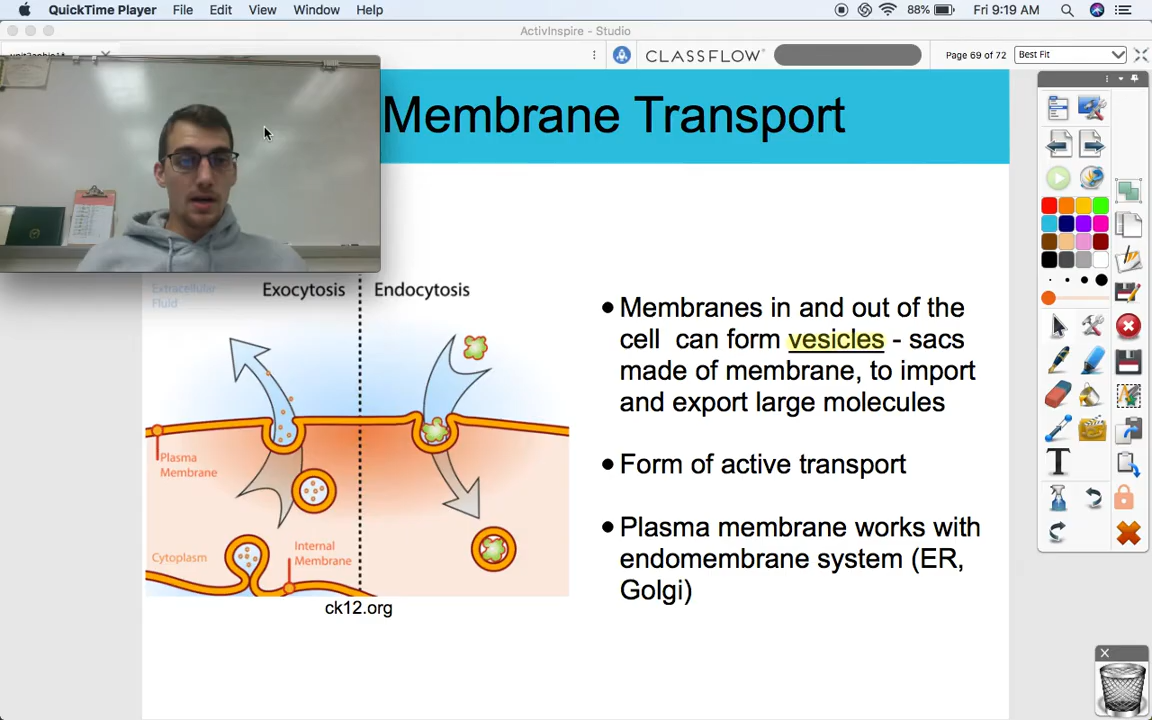 QuickTime Player File Edit View Window Help 88% Fri 9:19 AM
ActivInspire - Studio
CLASSFLOW Page 69 of 72 Best Fit
Membrane Transport
Extracellular
Fluid
Exocytosis Endocytosis
Plasma
Membrane
Cytoplasm
Internal
Membrane
ck12.org
• Membranes in and out of the
cell can form vesicles - sacs
made of membrane, to import
and export large molecules
• Form of active transport
• Plasma membrane works with
endomembrane system (ER,
Golgi)
T